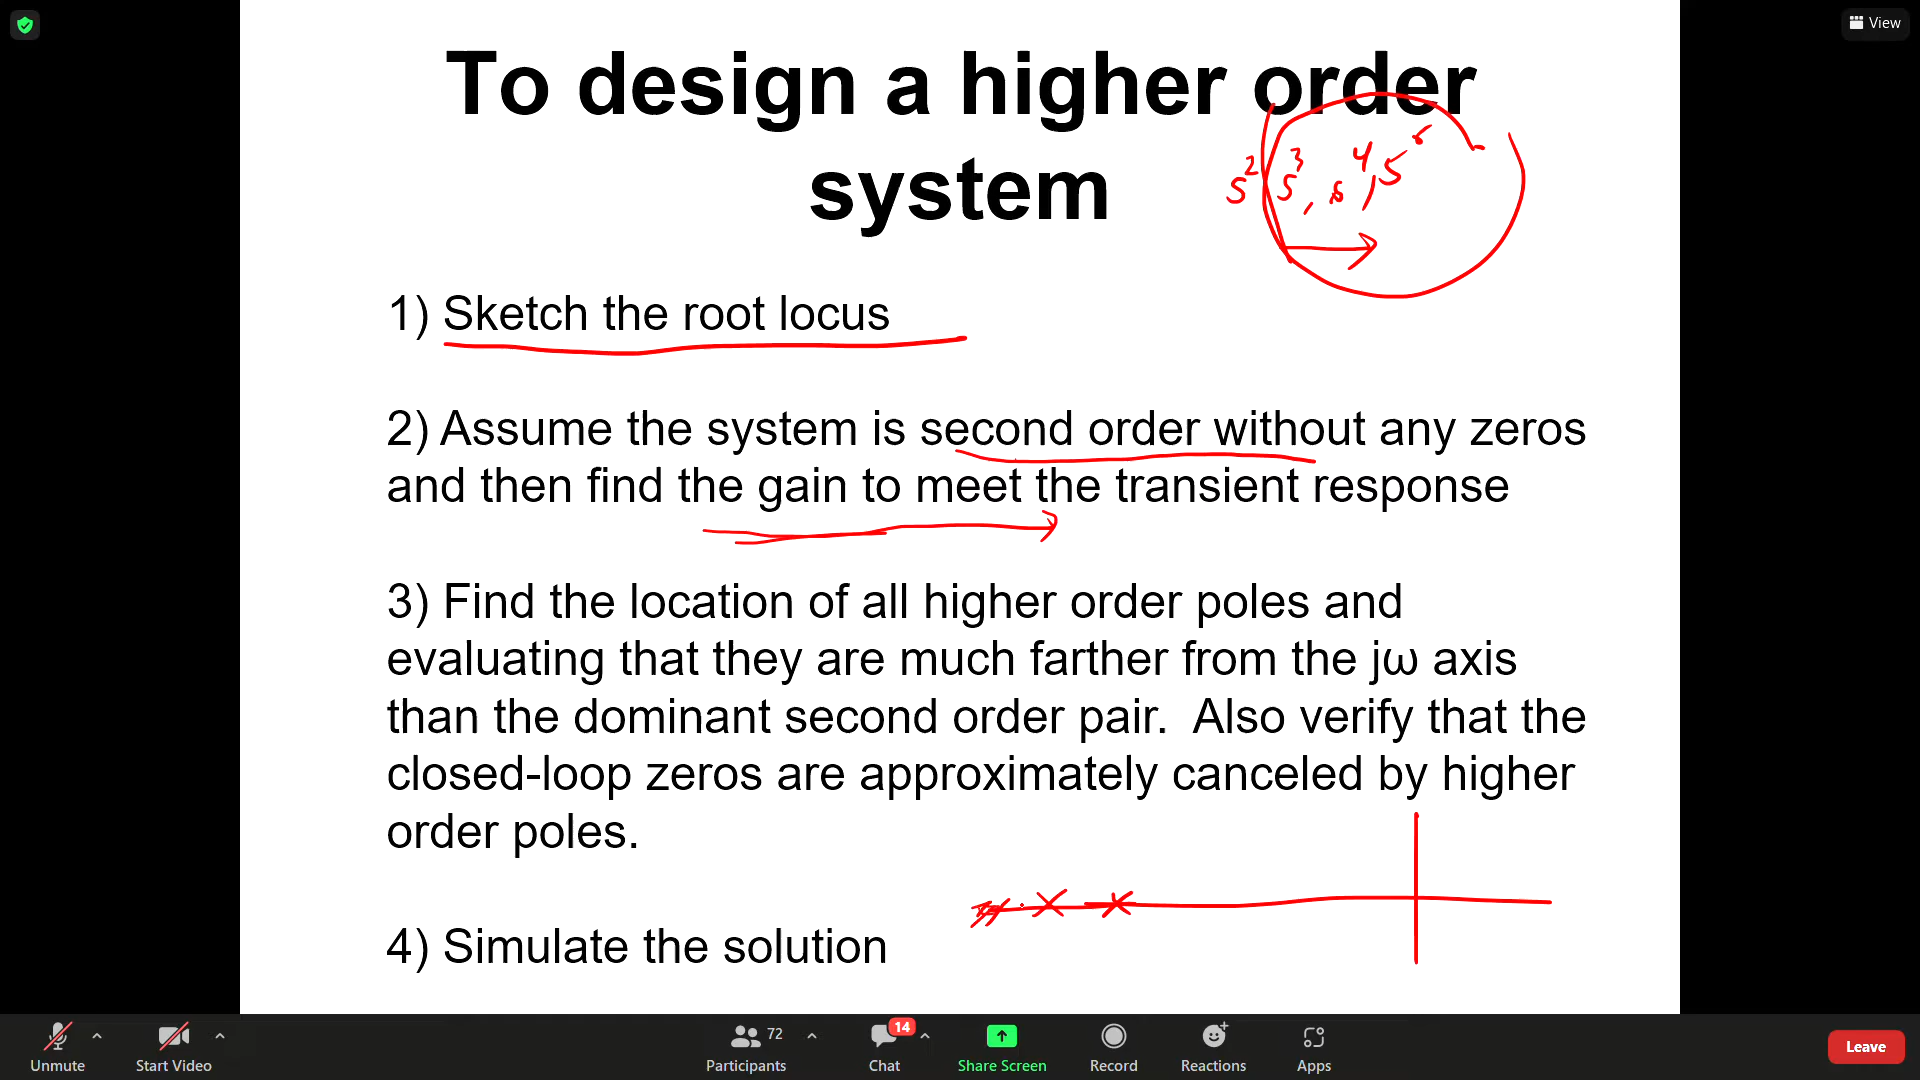 View
To design a higher order
system
s² s³, s⁴, s
1) Sketch the root locus
2) Assume the system is second order without any zeros
and then find the gain to meet the transient response
3) Find the location of all higher order poles and
evaluating that they are much farther from the jω axis
than the dominant second order pair.  Also verify that the
closed-loop zeros are approximately canceled by higher
order poles.
4) Simulate the solution
72
14
Unmute
Start Video
Participants
Chat
Share Screen
Record
Reactions
Apps
Leave